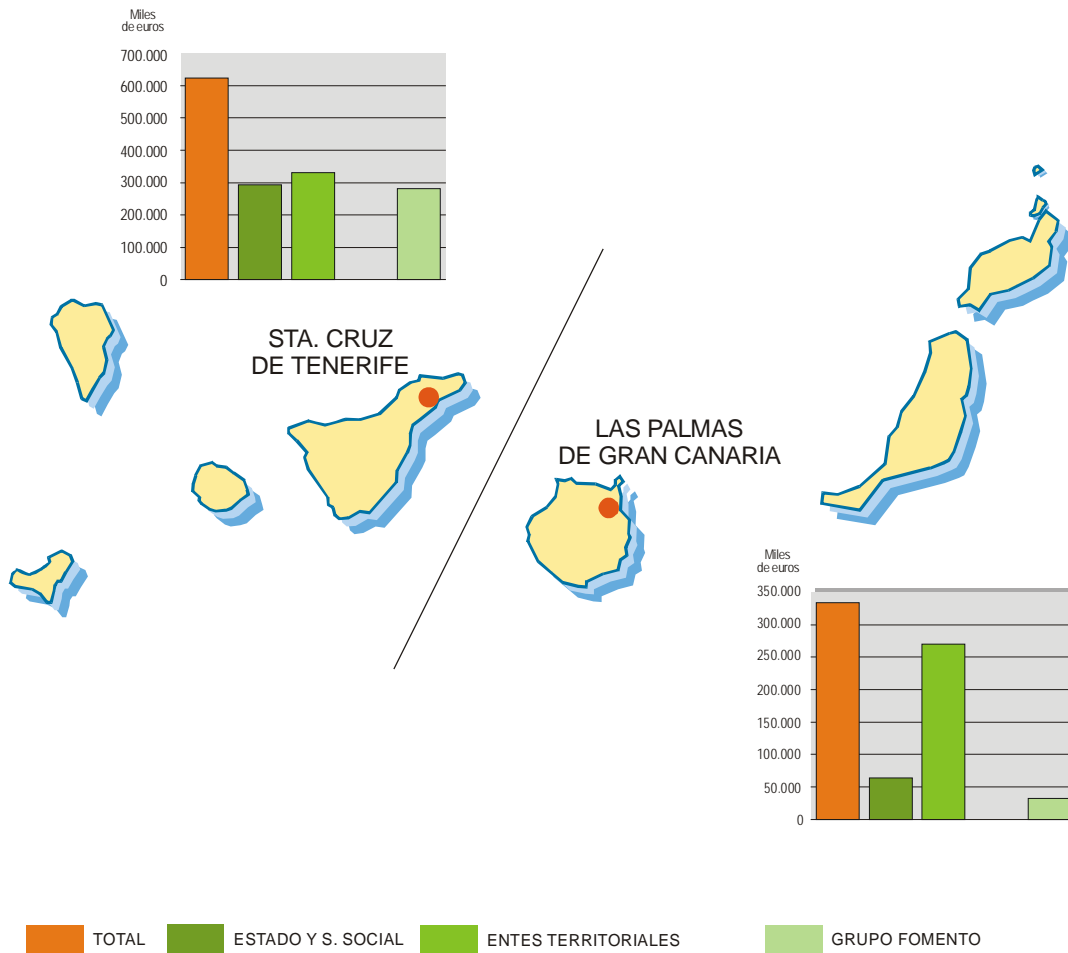 Miles
de euros
700.000
600.000
500.000
400.000
300.000
200.000
100.000
0
STA. CRUZ
DE TENERIFE
LAS PALMAS
DE GRAN CANARIA
Miles
de euros
350.000
300.000
250.000
200.000
150.000
100.000
50.000
0
TOTAL
ESTADO Y S. SOCIAL
ENTES TERRITORIALES
GRUPO FOMENTO